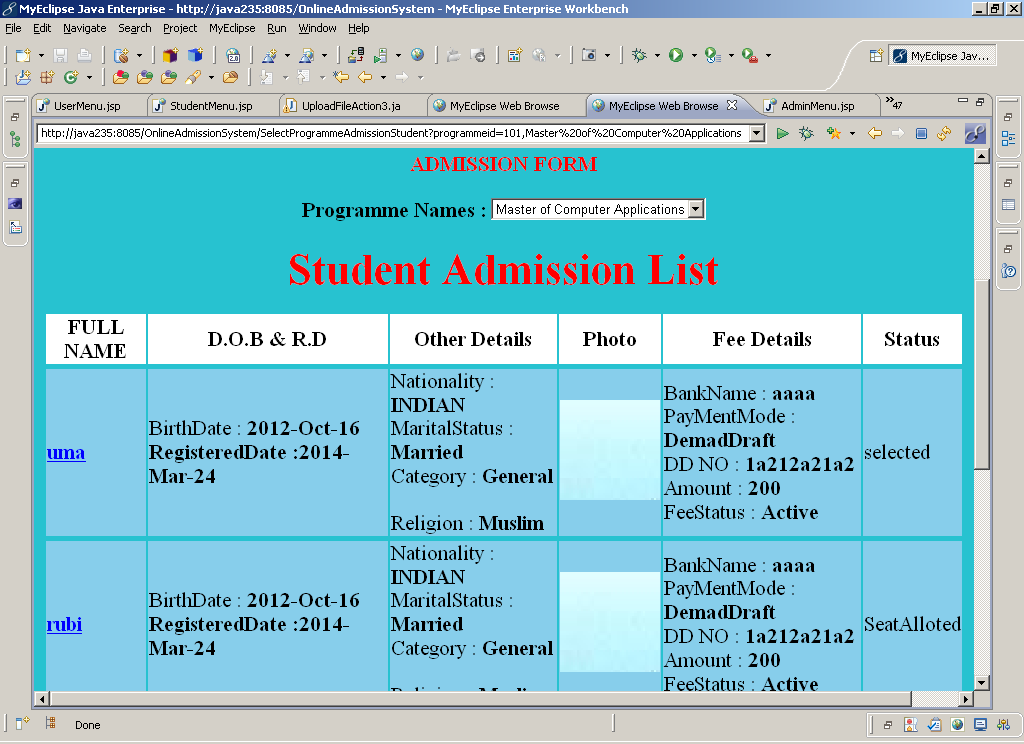 MyEclipse Java Enterprise - http://java235:8085/OnlineAdmissionSystem - MyEclipse Enterprise Workbench
File Edit Navigate Search Project MyEclipse Run Window Help
MyEclipse Jav...
UserMenu.jsp StudentMenu.jsp UploadFileAction3.ja MyEclipse Web Browse MyEclipse Web Browse AdminMenu.jsp »47
http://java235:8085/OnlineAdmissionSystem/SelectProgrammeAdmissionStudent?programmeid=101,Master%20of%20Computer%20Applications
ADMISSION FORM
Programme Names : Master of Computer Applications
Student Admission List
FULL NAME D.O.B & R.D Other Details Photo Fee Details Status
uma
BirthDate : 2012-Oct-16
RegisteredDate :2014-
Mar-24
Nationality :
INDIAN
MaritalStatus :
Married
Category : General
Religion : Muslim
BankName : aaaa
PayMentMode :
DemadDraft
DD NO : 1a212a21a2
Amount : 200
FeeStatus : Active
selected
rubi
BirthDate : 2012-Oct-16
RegisteredDate :2014-
Mar-24
Nationality :
INDIAN
MaritalStatus :
Married
Category : General
Religion : Muslim
BankName : aaaa
PayMentMode :
DemadDraft
DD NO : 1a212a21a2
Amount : 200
FeeStatus : Active
SeatAlloted
Done